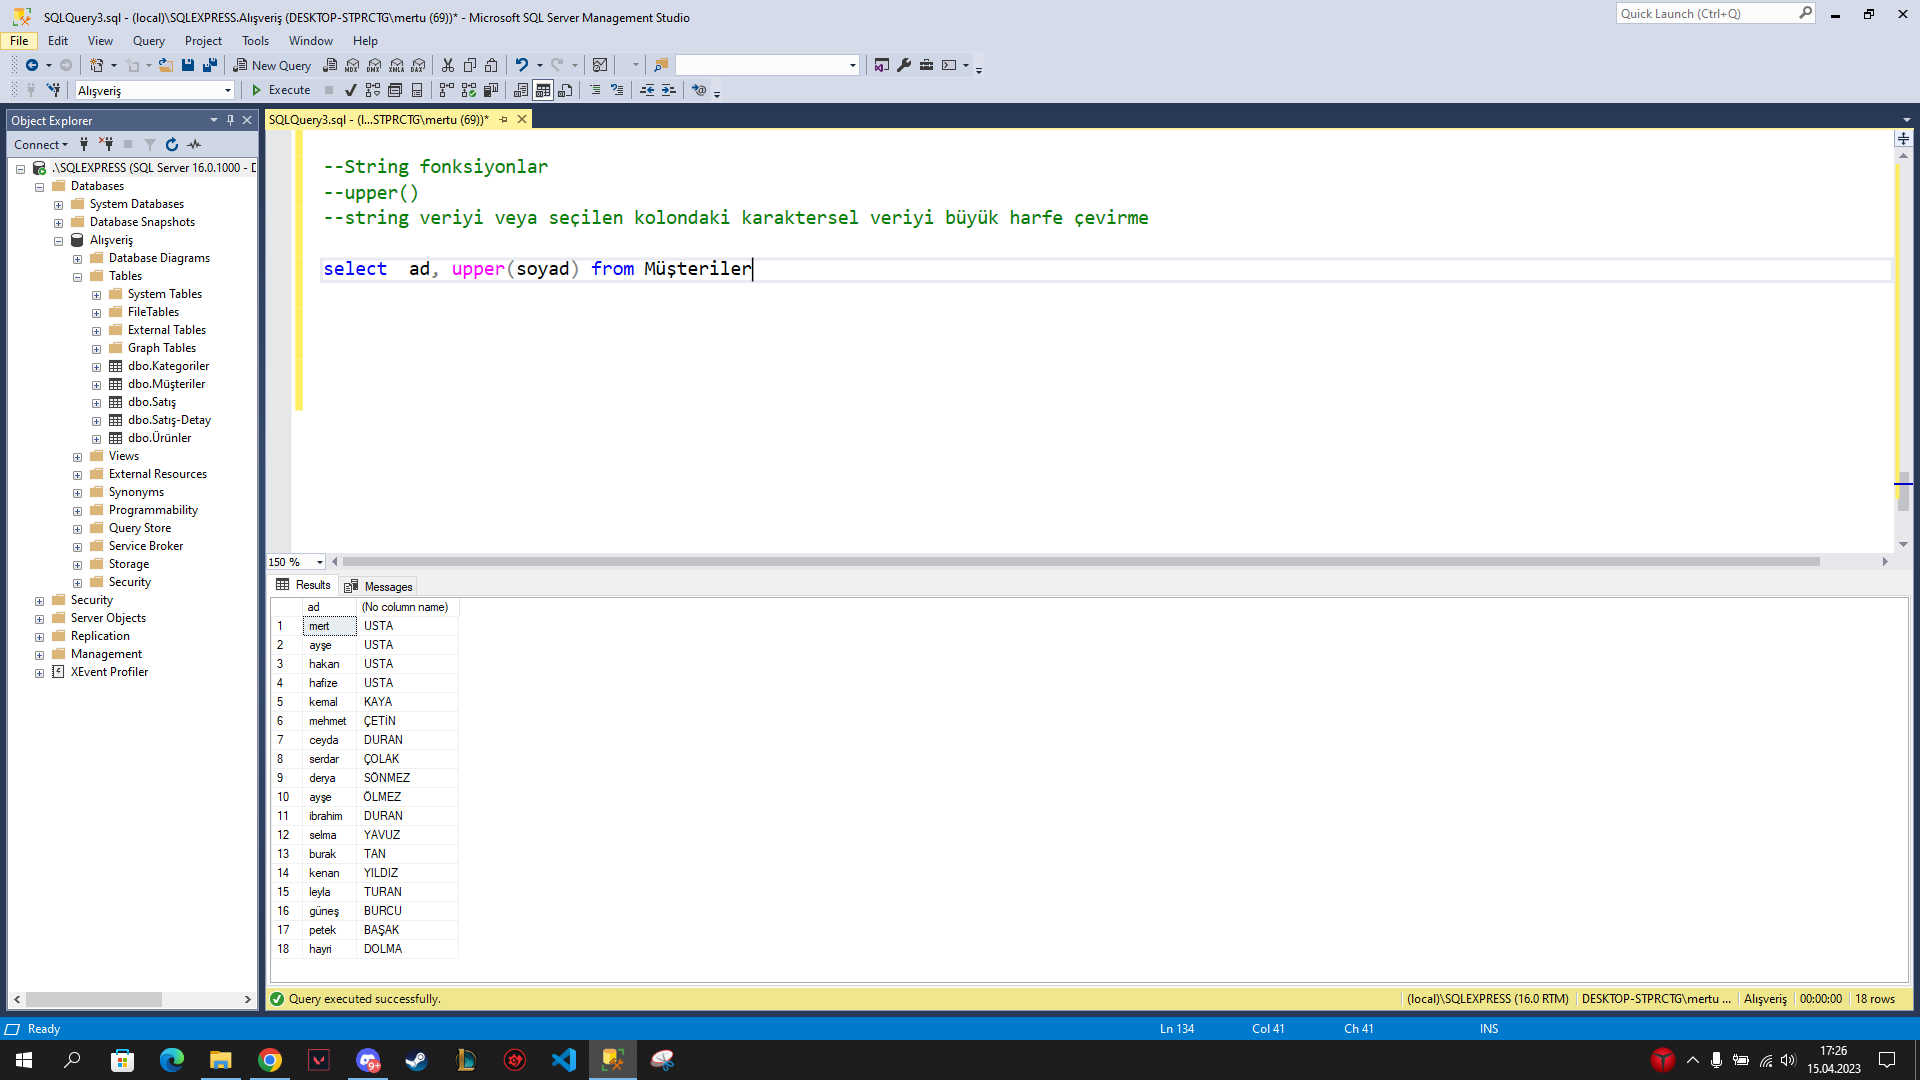 SQLQuery3.sql - (local)\SQLEXPRESS.Alışveriş (DESKTOP-STPRCTG\mertu (69))* - Microsoft SQL Server Management Studio
Quick Launch (Ctrl+Q)
File Edit View Query Project Tools Window Help
New Query
MDX DMX XMLA DAX
Alışveriş
Execute
Object Explorer
SQLQuery3.sql - (l...STPRCTG\mertu (69))*
Connect
.\SQLEXPRESS (SQL Server 16.0.1000 - D
Databases
System Databases
Database Snapshots
Alışveriş
Database Diagrams
Tables
System Tables
FileTables
External Tables
Graph Tables
dbo.Kategoriler
dbo.Müşteriler
dbo.Satış
dbo.Satış-Detay
dbo.Ürünler
Views
External Resources
Synonyms
Programmability
Query Store
Service Broker
Storage
Security
Security
Server Objects
Replication
Management
XEvent Profiler
--String fonksiyonlar
--upper()
--string veriyi veya seçilen kolondaki karaktersel veriyi büyük harfe çevirme
select  ad, upper(soyad) from Müşteriler
150 %
Results Messages
ad (No column name)
1 mert USTA
2 ayşe USTA
3 hakan USTA
4 hafize USTA
5 kemal KAYA
6 mehmet ÇETİN
7 ceyda DURAN
8 serdar ÇOLAK
9 derya SÖNMEZ
10 ayşe ÖLMEZ
11 ibrahim DURAN
12 selma YAVUZ
13 burak TAN
14 kenan YILDIZ
15 leyla TURAN
16 güneş BURCU
17 petek BAŞAK
18 hayri DOLMA
Query executed successfully.
(local)\SQLEXPRESS (16.0 RTM) DESKTOP-STPRCTG\mertu ... Alışveriş 00:00:00 18 rows
Ready
Ln 134 Col 41 Ch 41 INS
9+
17:26
15.04.2023